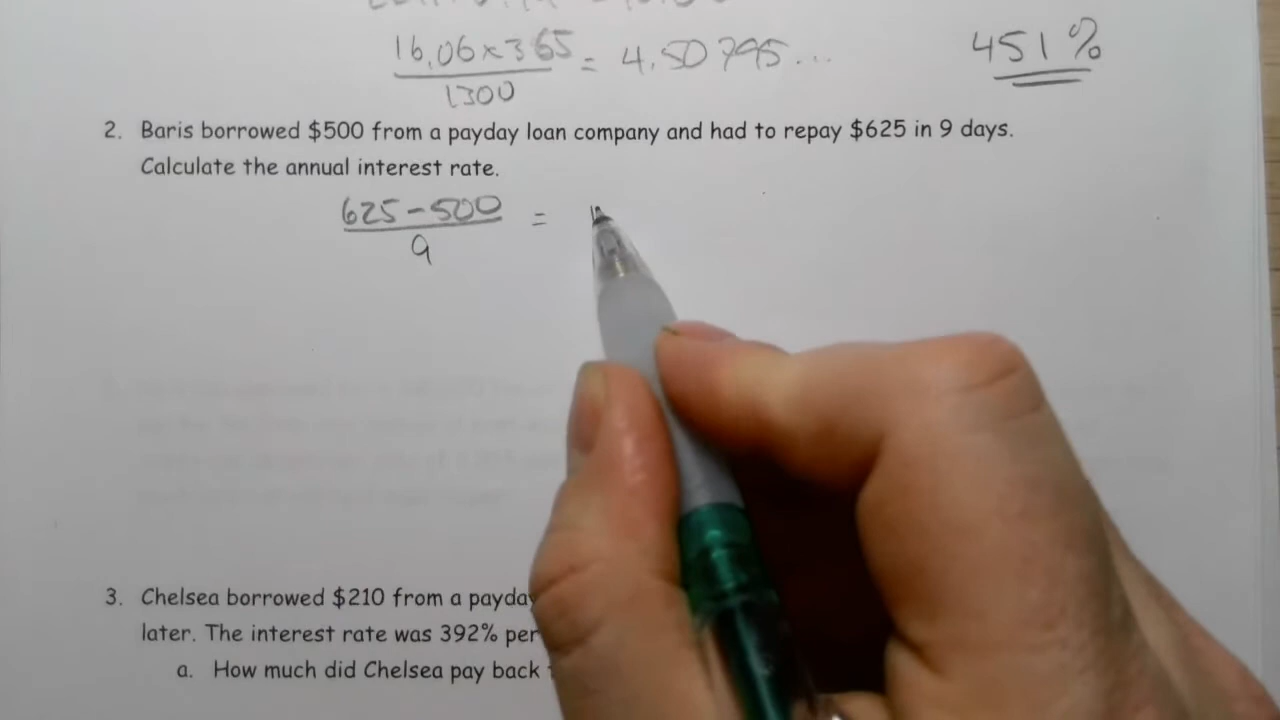 16.06 x 365 = 4.50795... 451%
1300
2. Baris borrowed $500 from a payday loan company and had to repay $625 in 9 days.
Calculate the annual interest rate.
625 - 500 =
9
3. Chelsea borrowed $210 from a payday
later. The interest rate was 392% per
a. How much did Chelsea pay back